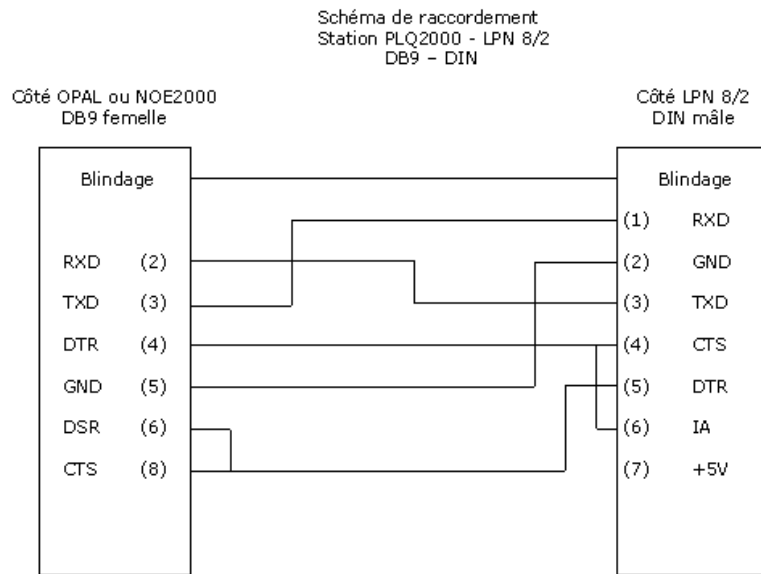 Schéma de raccordement
Station PLQ2000 - LPN 8/2
DB9 – DIN
Côté OPAL ou NOE2000
DB9 femelle
Côté LPN 8/2
DIN mâle
Blindage
RXD (2)
TXD (3)
DTR (4)
GND (5)
DSR (6)
CTS (8)
Blindage
(1) RXD
(2) GND
(3) TXD
(4) CTS
(5) DTR
(6) IA
(7) +5V